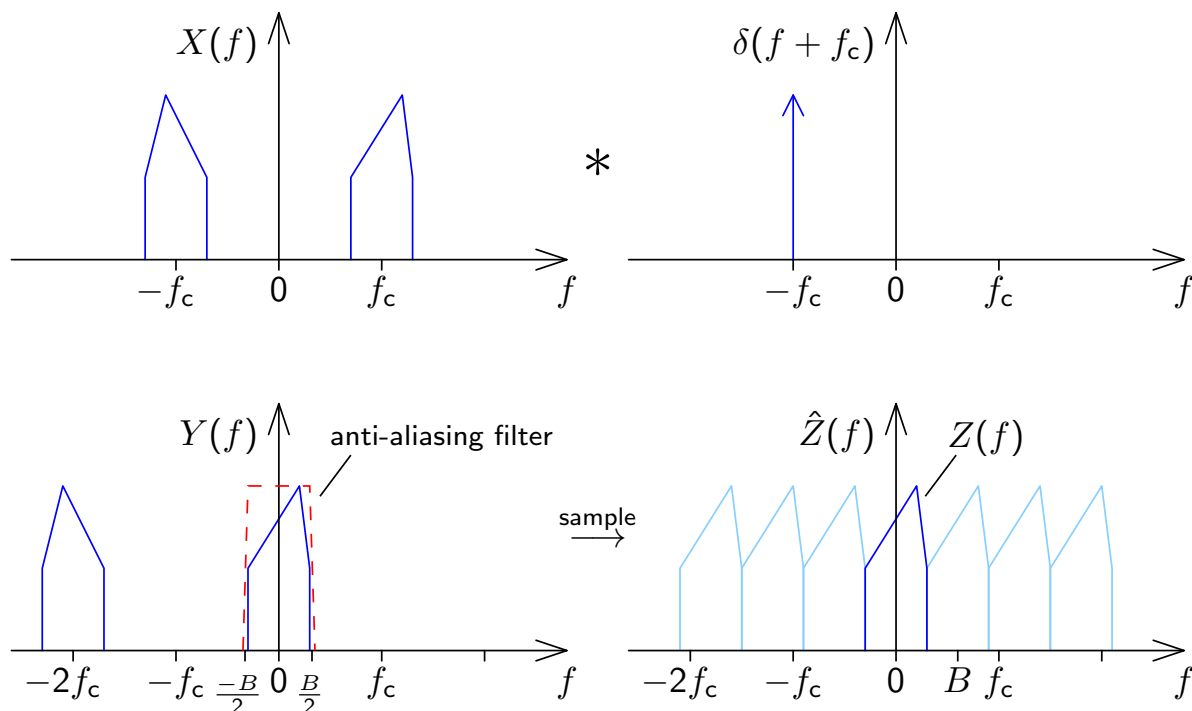 X(f)
δ(f + f_c)
∗
−f_c 0 f_c f
−f_c 0 f_c f
Y(f)
anti-aliasing filter
Ẑ(f)
Z(f)
sample
→
−2f_c −f_c −B/2 0 B/2 f_c f
−2f_c −f_c 0 B f_c f